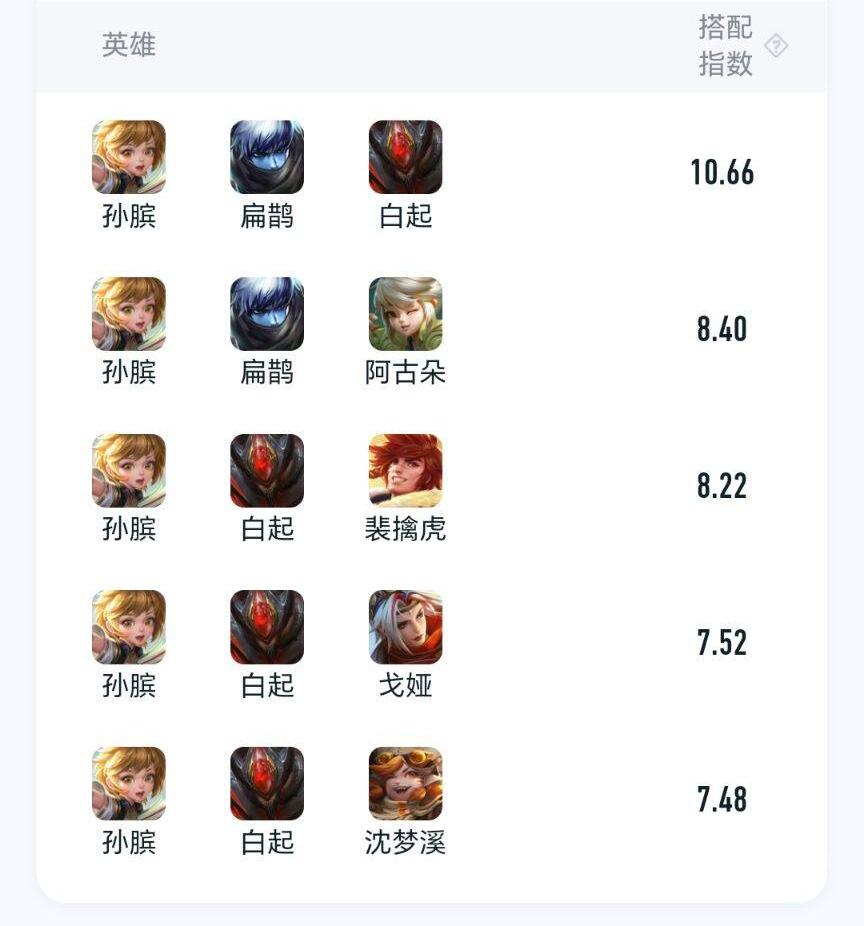 英雄
搭配
指数
孙膑 扁鹊 白起 10.66
孙膑 扁鹊 阿古朵 8.40
孙膑 白起 裴擒虎 8.22
孙膑 白起 戈娅 7.52
孙膑 白起 沈梦溪 7.48